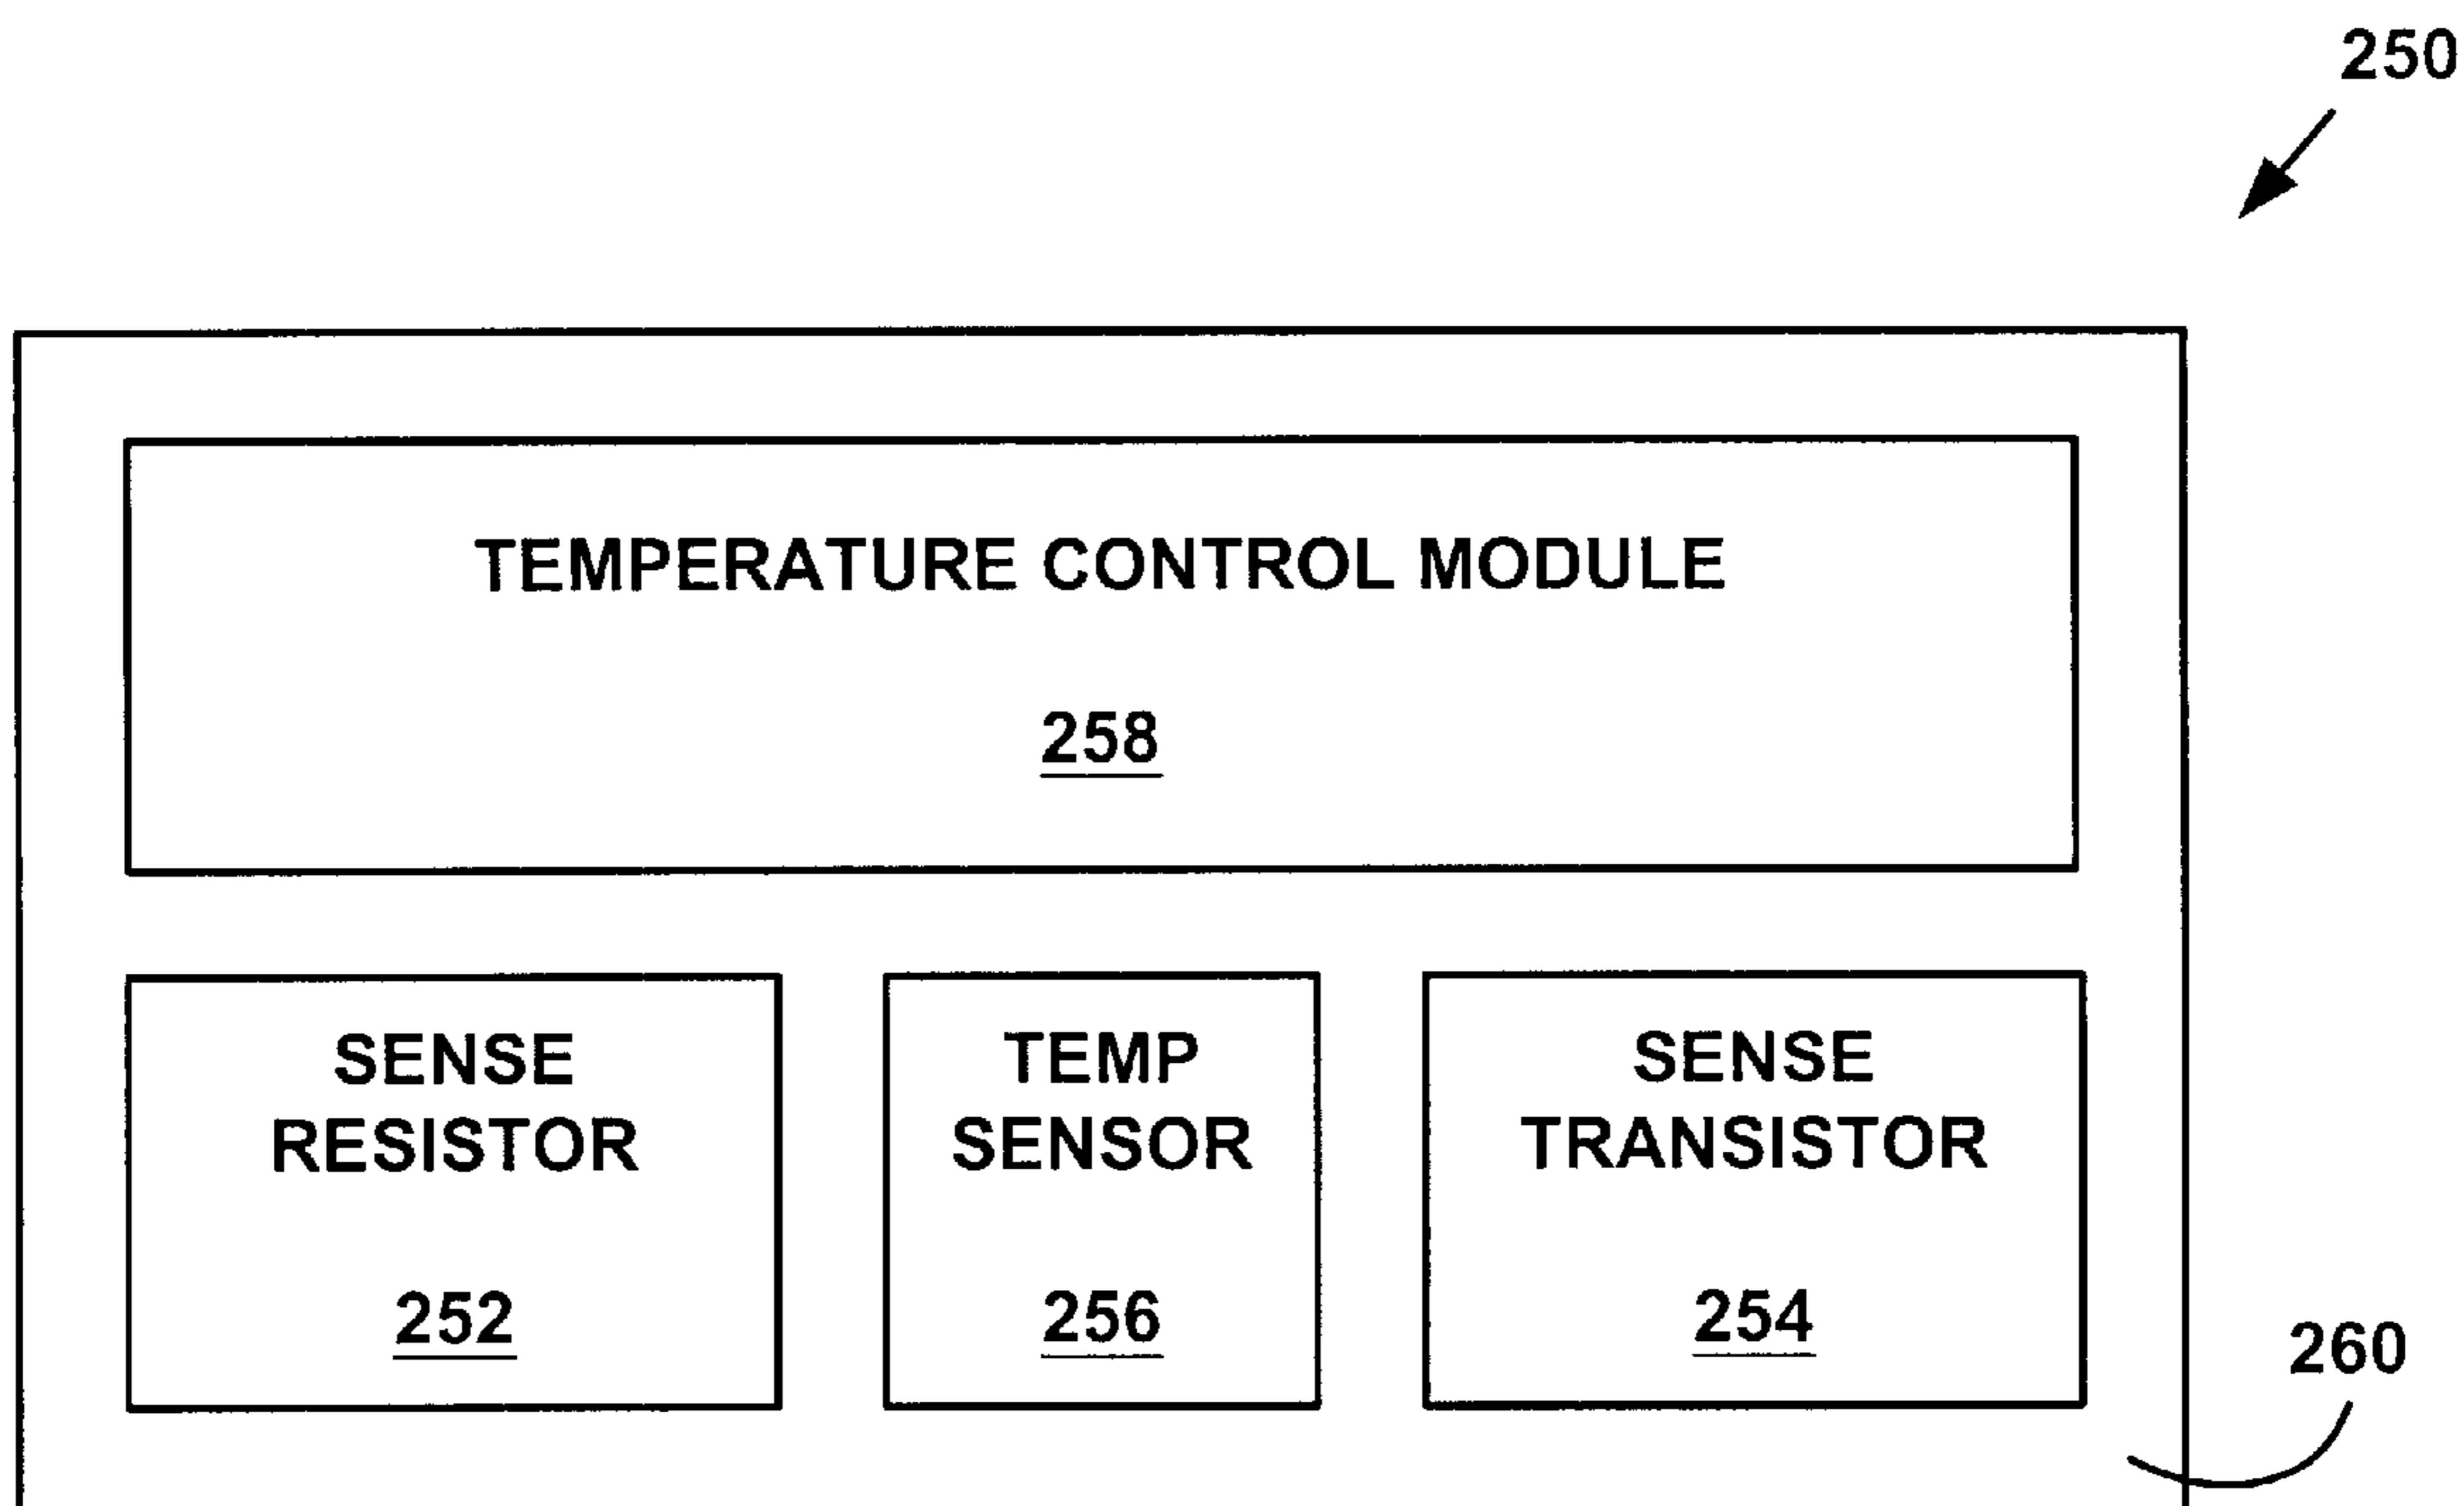 250
TEMPERATURE CONTROL MODULE
258
SENSE
RESISTOR
252
TEMP
SENSOR
256
SENSE
TRANSISTOR
254
260